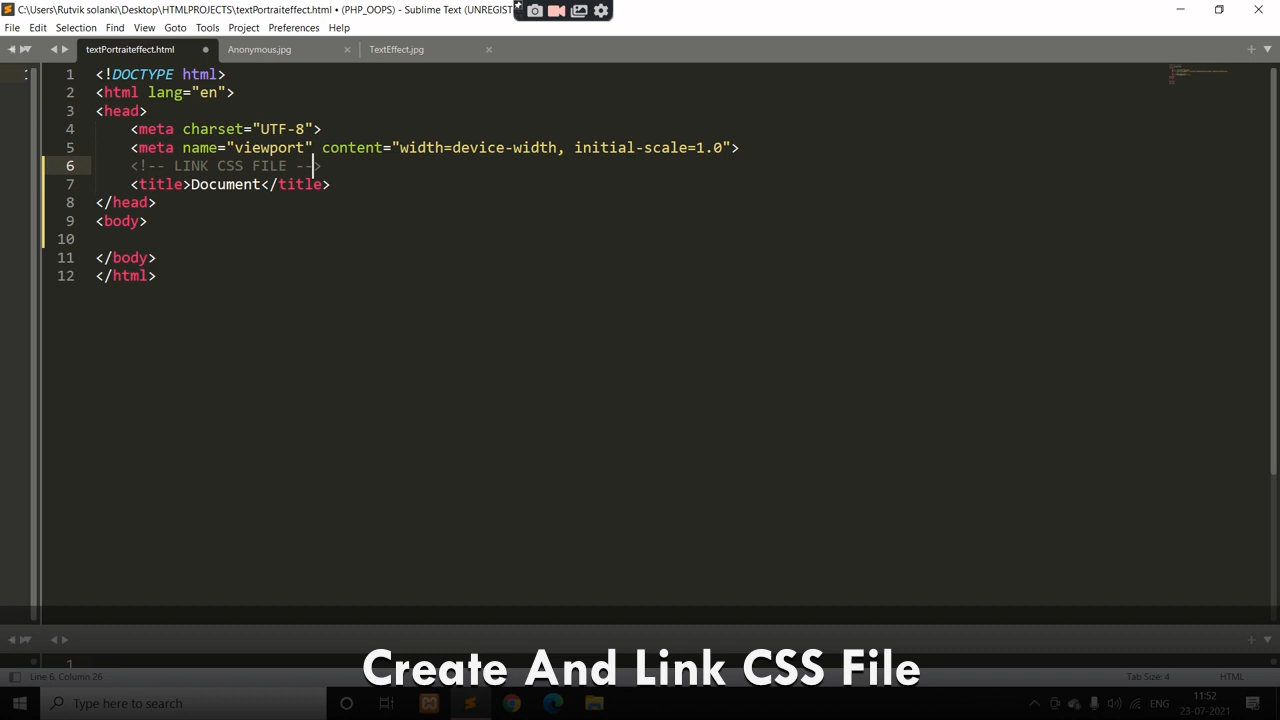 C:\Users\Rutvik solanki\Desktop\HTMLPROJECTS\textPortraiteffect.html • (PHP_OOPS) - Sublime Text (UNREGIST
File Edit Selection Find View Goto Tools Project Preferences Help
textPortraiteffect.html Anonymous.jpg TextEffect.jpg
1 <!DOCTYPE html>
2 <html lang="en">
3 <head>
4 <meta charset="UTF-8">
5 <meta name="viewport" content="width=device-width, initial-scale=1.0">
6 <!-- LINK CSS FILE -->
7 <title>Document</title>
8 </head>
9 <body>
10
11 </body>
12 </html>
1
Create And Link CSS File
Line 6, Column 26 Tab Size: 4 HTML
Type here to search ENG 11:52
23-07-2021